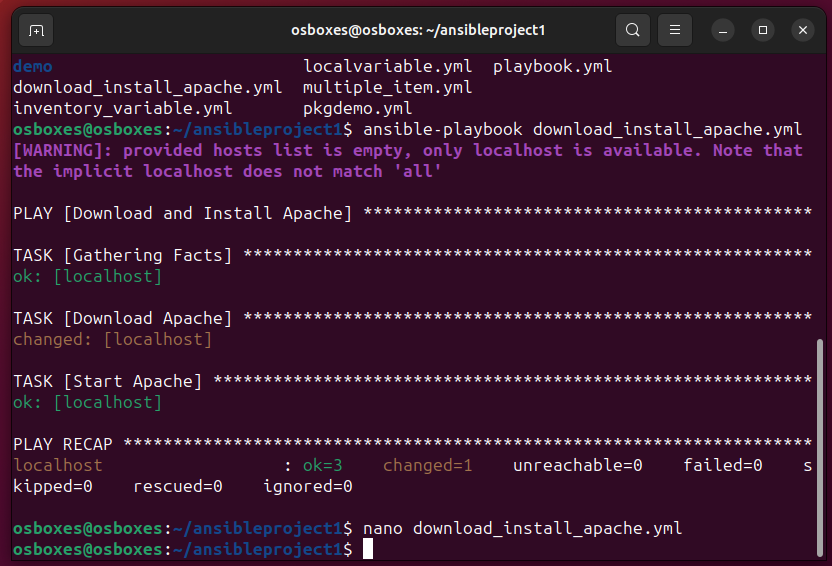 osboxes@osboxes: ~/ansibleproject1
demo localvariable.yml playbook.yml
download_install_apache.yml multiple_item.yml
inventory_variable.yml pkgdemo.yml
osboxes@osboxes:~/ansibleproject1$ ansible-playbook download_install_apache.yml
[WARNING]: provided hosts list is empty, only localhost is available. Note that
the implicit localhost does not match 'all'
PLAY [Download and Install Apache] *********************************************
TASK [Gathering Facts] *********************************************************
ok: [localhost]
TASK [Download Apache] *********************************************************
changed: [localhost]
TASK [Start Apache] ************************************************************
ok: [localhost]
PLAY RECAP *********************************************************************
localhost : ok=3 changed=1 unreachable=0 failed=0 s
kipped=0 rescued=0 ignored=0
osboxes@osboxes:~/ansibleproject1$ nano download_install_apache.yml
osboxes@osboxes:~/ansibleproject1$